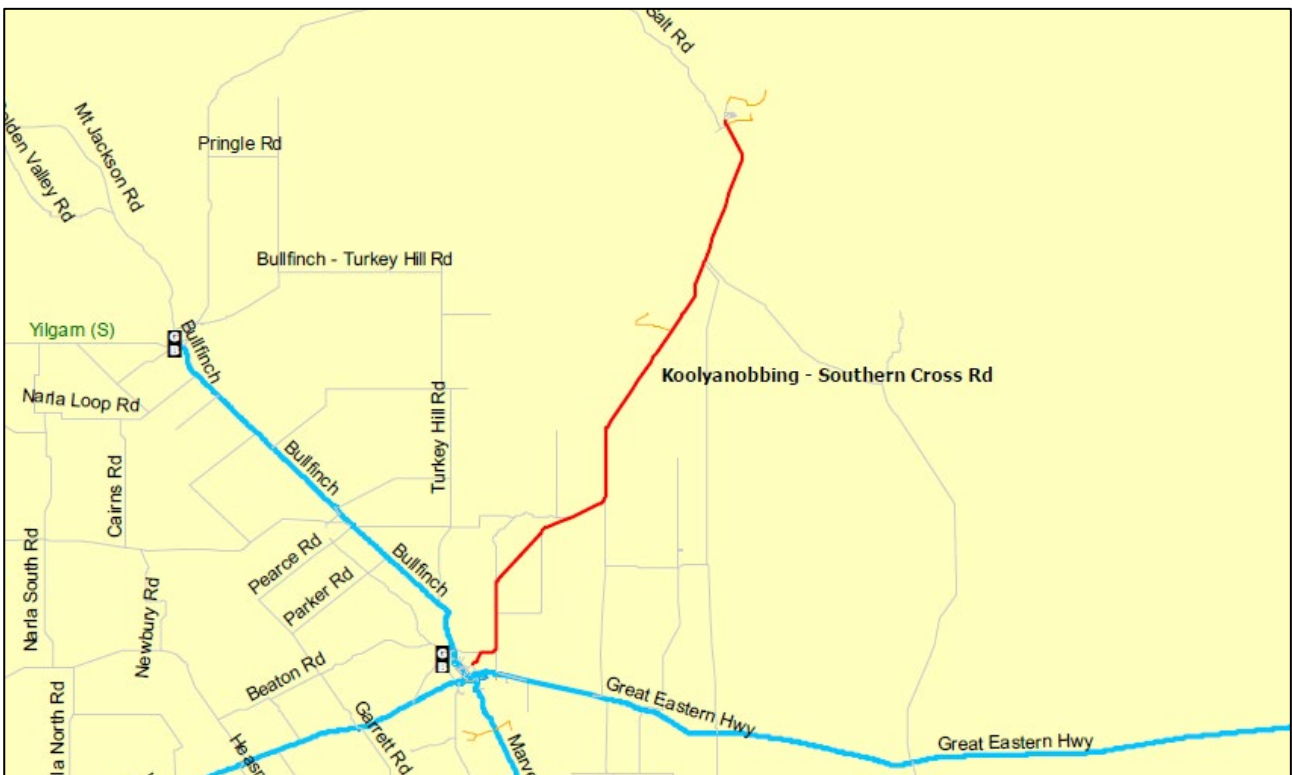 Salt Rd
Mt Jackson Rd
Pringle Rd
Valley Rd
Bullfinch - Turkey Hill Rd
Yilgarn (S)
Bullfinch
Koolyanobbing - Southern Cross Rd
Narla Loop Rd
Turkey Hill Rd
Bullfinch
Cairns Rd
Narla South Rd
Pearce Rd
Bullfinch
Parker Rd
Newbury Rd
Beaton Rd
Great Eastern Hwy
North Rd
Garrett Rd
Great Eastern Hwy